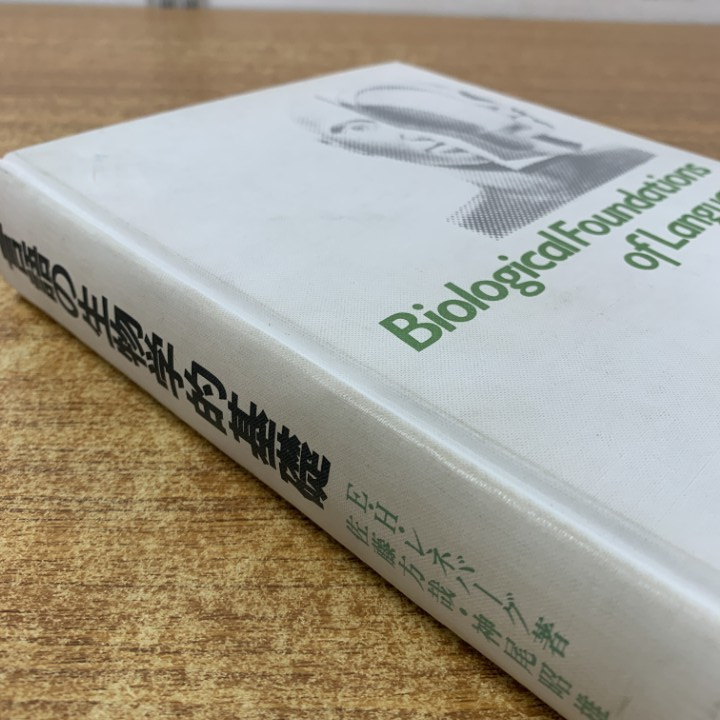 Biological Foundations
of Langu
言語の生物学的基礎
E・H・レネバーグ著
佐藤方哉・神尾昭雄